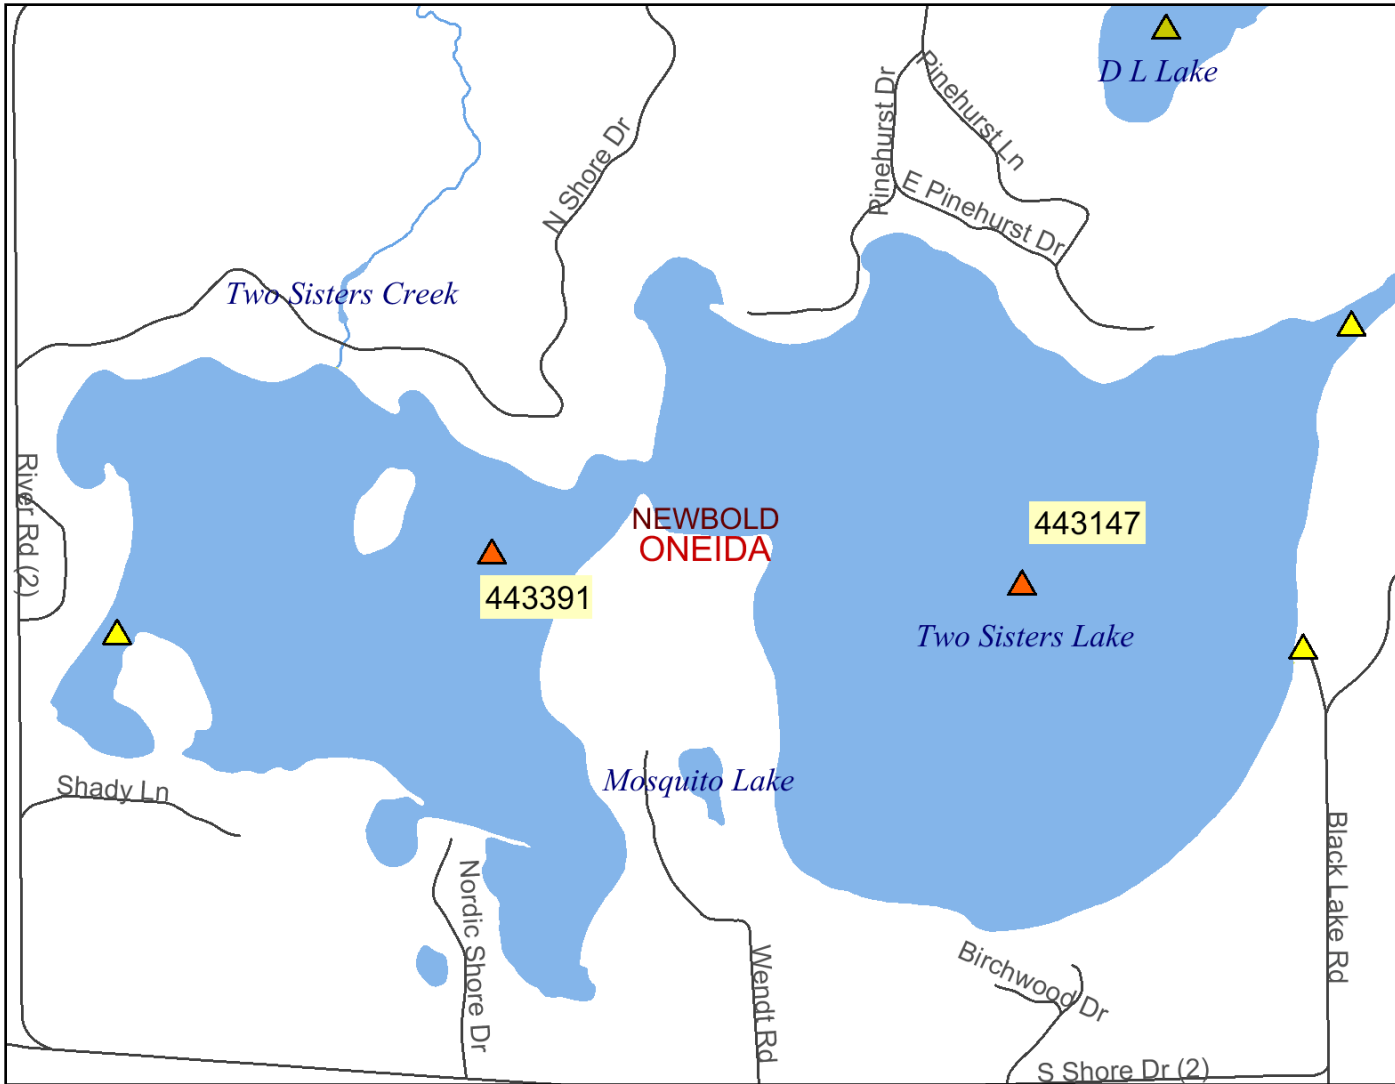 D L Lake
Pinehurst Dr
Pinehurst Ln
N Shore Dr
E Pinehurst Dr
Two Sisters Creek
River Rd (2)
NEWBOLD
ONEIDA
443147
443391
Two Sisters Lake
Shady Ln
Mosquito Lake
Black Lake Rd
Nordic Shore Dr
Wendt Rd
Birchwood Dr
S Shore Dr (2)